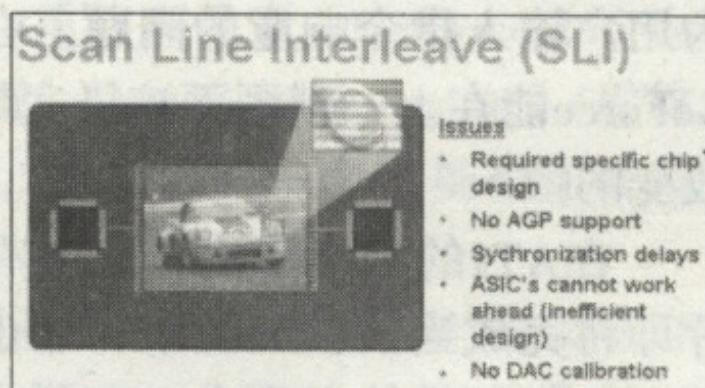 Scan Line Interleave (SLI)
Issues
• Required specific chip
design
• No AGP support
• Sychronization delays
• ASIC's cannot work
ahead (inefficient
design)
• No DAC calibration